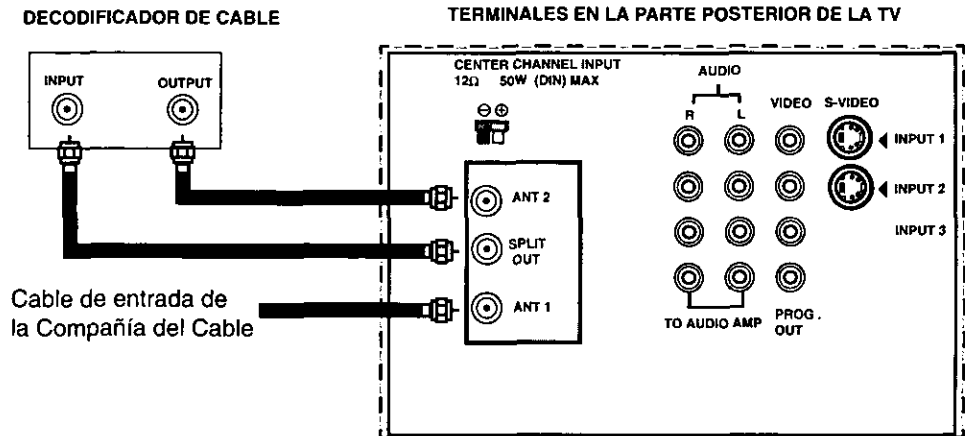 DECODIFICADOR DE CABLE
INPUT
OUTPUT
Cable de entrada de
la Compañía del Cable
TERMINALES EN LA PARTE POSTERIOR DE LA TV
CENTER CHANNEL INPUT
12Ω 50W (DIN) MAX
ANT 2
SPLIT
OUT
ANT 1
AUDIO
R L
VIDEO
S-VIDEO
INPUT 1
INPUT 2
INPUT 3
TO AUDIO AMP
PROG.
OUT